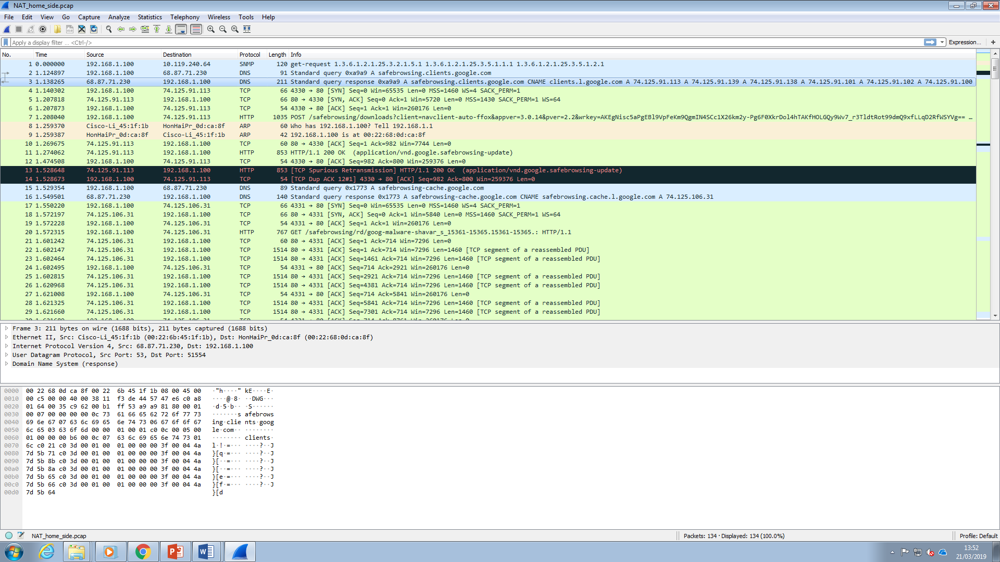 NAT_home_side.pcap
File Edit View Go Capture Analyze Statistics Telephony Wireless Tools Help
Apply a display filter ... <Ctrl-/> Expression... +
No. Time Source Destination Protocol Length Info
1 0.000000 192.168.1.100 10.119.240.64 SNMP 120 get-request 1.3.6.1.2.1.25.3.2.1.5.1 1.3.6.1.2.1.25.3.5.1.1.1 1.3.6.1.2.1.25.3.5.1.2.1
2 1.124897 192.168.1.100 68.87.71.230 DNS 91 Standard query 0xa9a9 A safebrowsing.clients.google.com
3 1.138265 68.87.71.230 192.168.1.100 DNS 211 Standard query response 0xa9a9 A safebrowsing.clients.google.com CNAME clients.l.google.com A 74.125.91.113 A 74.125.91.139 A 74.125.91.138 A 74.125.91.101 A 74.125.91.102 A 74.125.91.100
4 1.140302 192.168.1.100 74.125.91.113 TCP 66 4330 → 80 [SYN] Seq=0 Win=65535 Len=0 MSS=1460 WS=4 SACK_PERM=1
5 1.207818 192.168.1.100 74.125.91.113 TCP 66 80 → 4330 [SYN, ACK] Seq=0 Ack=1 Win=5720 Len=0 MSS=1430 SACK_PERM=1 WS=64
6 1.207873 192.168.1.100 74.125.91.113 TCP 54 4330 → 80 [ACK] Seq=1 Ack=1 Win=260176 Len=0
7 1.208040 192.168.1.100 74.125.91.113 HTTP 1035 POST /safebrowsing/downloads?client=navclient-auto-ffox&appver=3.0.14&pver=2.2&wrkey=AKEgNisc5aPgEBl9VpFeKm9QgmIN4SCc1X26km2y-Pg6F0XkrDol4hTAKfHOLGQy9Wv7_r3TldtRot99dmQ9xfLLqD2RfWSYVg== …
8 1.259370 Cisco-Li_45:1f:1b HonHaiPr_0d:ca:8f ARP 60 Who has 192.168.1.100? Tell 192.168.1.1
9 1.259387 HonHaiPr_0d:ca:8f Cisco-Li_45:1f:1b ARP 42 192.168.1.100 is at 00:22:68:0d:ca:8f
10 1.269675 74.125.91.113 192.168.1.100 TCP 60 80 → 4330 [ACK] Seq=1 Ack=982 Win=7744 Len=0
11 1.274062 74.125.91.113 192.168.1.100 HTTP 853 HTTP/1.1 200 OK (application/vnd.google.safebrowsing-update)
12 1.474508 192.168.1.100 74.125.91.113 TCP 54 4330 → 80 [ACK] Seq=982 Ack=800 Win=259376 Len=0
13 1.528648 74.125.91.113 192.168.1.100 HTTP 853 [TCP Spurious Retransmission] HTTP/1.1 200 OK (application/vnd.google.safebrowsing-update)
14 1.528673 192.168.1.100 74.125.91.113 TCP 54 [TCP Dup ACK 12#1] 4330 → 80 [ACK] Seq=982 Ack=800 Win=259376 Len=0
15 1.529354 192.168.1.100 68.87.71.230 DNS 89 Standard query 0x1773 A safebrowsing-cache.google.com
16 1.549501 68.87.71.230 192.168.1.100 DNS 140 Standard query response 0x1773 A safebrowsing-cache.google.com CNAME safebrowsing.cache.l.google.com A 74.125.106.31
17 1.550220 192.168.1.100 74.125.106.31 TCP 66 4331 → 80 [SYN] Seq=0 Win=65535 Len=0 MSS=1460 WS=4 SACK_PERM=1
18 1.572197 74.125.106.31 192.168.1.100 TCP 66 80 → 4331 [SYN, ACK] Seq=0 Ack=1 Win=5840 Len=0 MSS=1460 SACK_PERM=1 WS=64
19 1.572228 192.168.1.100 74.125.106.31 TCP 54 4331 → 80 [ACK] Seq=1 Ack=1 Win=260176 Len=0
20 1.572315 192.168.1.100 74.125.106.31 HTTP 767 GET /safebrowsing/rd/goog-malware-shavar_s_15361-15365.15361-15365.: HTTP/1.1
21 1.601242 74.125.106.31 192.168.1.100 TCP 60 80 → 4331 [ACK] Seq=1 Ack=714 Win=7296 Len=0
22 1.602147 74.125.106.31 192.168.1.100 TCP 1514 80 → 4331 [ACK] Seq=1 Ack=714 Win=7296 Len=1460 [TCP segment of a reassembled PDU]
23 1.602464 74.125.106.31 192.168.1.100 TCP 1514 80 → 4331 [ACK] Seq=1461 Ack=714 Win=7296 Len=1460 [TCP segment of a reassembled PDU]
24 1.602495 192.168.1.100 74.125.106.31 TCP 54 4331 → 80 [ACK] Seq=714 Ack=2921 Win=260176 Len=0
25 1.602815 74.125.106.31 192.168.1.100 TCP 1514 80 → 4331 [ACK] Seq=2921 Ack=714 Win=7296 Len=1460 [TCP segment of a reassembled PDU]
26 1.620968 74.125.106.31 192.168.1.100 TCP 1514 80 → 4331 [ACK] Seq=4381 Ack=714 Win=7296 Len=1460 [TCP segment of a reassembled PDU]
27 1.621008 192.168.1.100 74.125.106.31 TCP 54 4331 → 80 [ACK] Seq=714 Ack=5841 Win=260176 Len=0
28 1.621325 74.125.106.31 192.168.1.100 TCP 1514 80 → 4331 [ACK] Seq=5841 Ack=714 Win=7296 Len=1460 [TCP segment of a reassembled PDU]
29 1.621660 74.125.106.31 192.168.1.100 TCP 1514 80 → 4331 [ACK] Seq=7301 Ack=714 Win=7296 Len=1460 [TCP segment of a reassembled PDU]
Frame 3: 211 bytes on wire (1688 bits), 211 bytes captured (1688 bits)
Ethernet II, Src: Cisco-Li_45:1f:1b (00:22:6b:45:1f:1b), Dst: HonHaiPr_0d:ca:8f (00:22:68:0d:ca:8f)
Internet Protocol Version 4, Src: 68.87.71.230, Dst: 192.168.1.100
User Datagram Protocol, Src Port: 53, Dst Port: 51554
Domain Name System (response)
0000 00 22 68 0d ca 8f 00 22 6b 45 1f 1b 08 00 45 00 ·"h····" kE····E·
0010 00 c5 00 00 40 00 38 11 f3 de 44 57 47 e6 c0 a8 ····@·8· ··DWG···
0020 01 64 00 35 c9 62 00 b1 ff 53 a9 a9 81 80 00 01 ·d·5·b·· ·S······
0030 00 07 00 00 00 00 0c 73 61 66 65 62 72 6f 77 73 ·······s afebrows
0040 69 6e 67 07 63 6c 69 65 6e 74 73 06 67 6f 6f 67 ing·clie nts·goog
0050 6c 65 03 63 6f 6d 00 00 01 00 01 c0 0c 00 05 00 le·com·· ········
0060 01 00 00 00 b6 00 0c 07 63 6c 69 65 6e 74 73 01 ········ clients·
0070 6c c0 21 c0 3d 00 01 00 01 00 00 00 3f 00 04 4a l·!·=··· ····?··J
0080 7d 5b 71 c0 3d 00 01 00 01 00 00 00 3f 00 04 4a }[q·=··· ····?··J
0090 7d 5b 8b c0 3d 00 01 00 01 00 00 00 3f 00 04 4a }[··=··· ····?··J
00a0 7d 5b 8a c0 3d 00 01 00 01 00 00 00 3f 00 04 4a }[··=··· ····?··J
00b0 7d 5b 65 c0 3d 00 01 00 01 00 00 00 3f 00 04 4a }[e·=··· ····?··J
00c0 7d 5b 66 c0 3d 00 01 00 01 00 00 00 3f 00 04 4a }[f·=··· ····?··J
00d0 7d 5b 64 }[d
NAT_home_side.pcap Packets: 134 · Displayed: 134 (100.0%) Profile: Default
13:52
21/03/2019